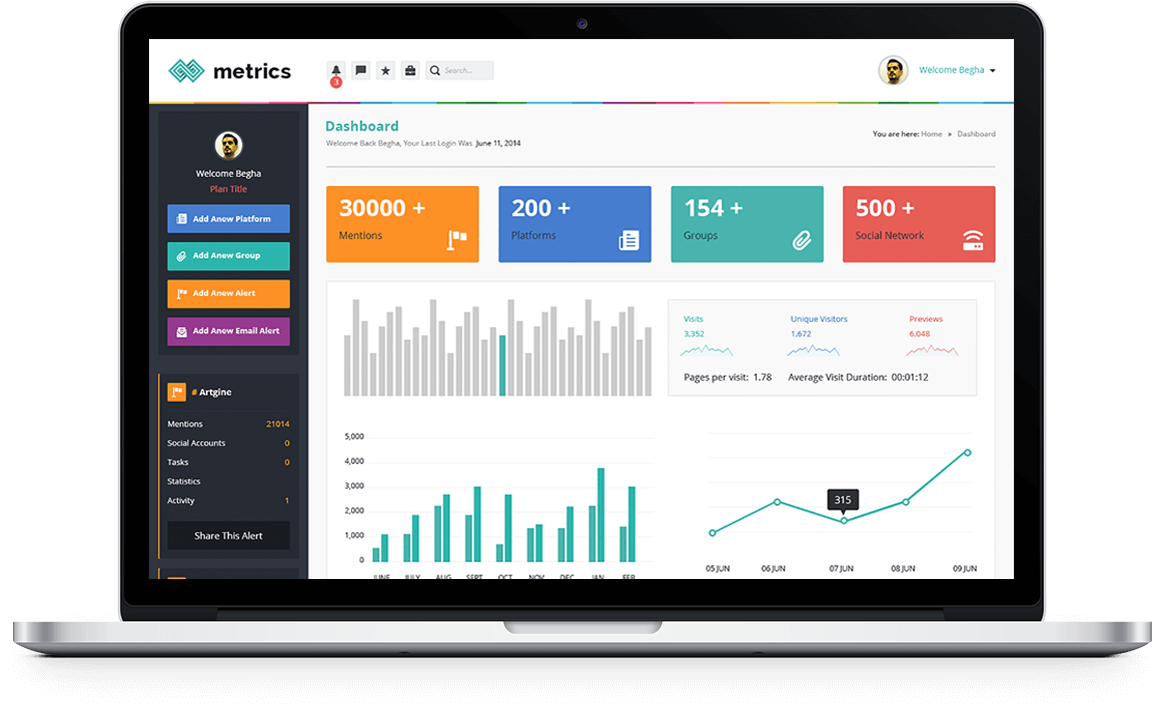 metrics
3
Search...
Welcome Begha
Dashboard
Welcome Back Begha, Your Last Login Was June 11, 2014
You are here: Home » Dashboard
Welcome Begha
Plan Title
Add Anew Platform
Add Anew Group
Add Anew Alert
Add Anew Email Alert
# Artgine
Mentions 21014
Social Accounts 0
Tasks 0
Statistics
Activity 1
Share This Alert
30000 +
Mentions
200 +
Platforms
154 +
Groups
500 +
Social Network
Visits
3,352
Unique Visitors
1,672
Previews
6,048
Pages per visit: 1.78 Average Visit Duration: 00:01:12
5,000
4,000
3,000
2,000
1,000
0
JUNE JULY AUG SEPT OCT NOV DEC JAN FEB
315
05 JUN 06 JUN 07 JUN 08 JUN 09 JUN